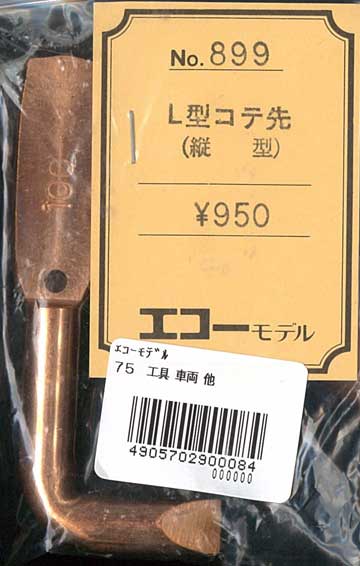 No. 899
L型コテ先
(縦 型)
¥950
エコーモデル
100
エコーモデル
75 工具 車両 他
4905702900084
000000